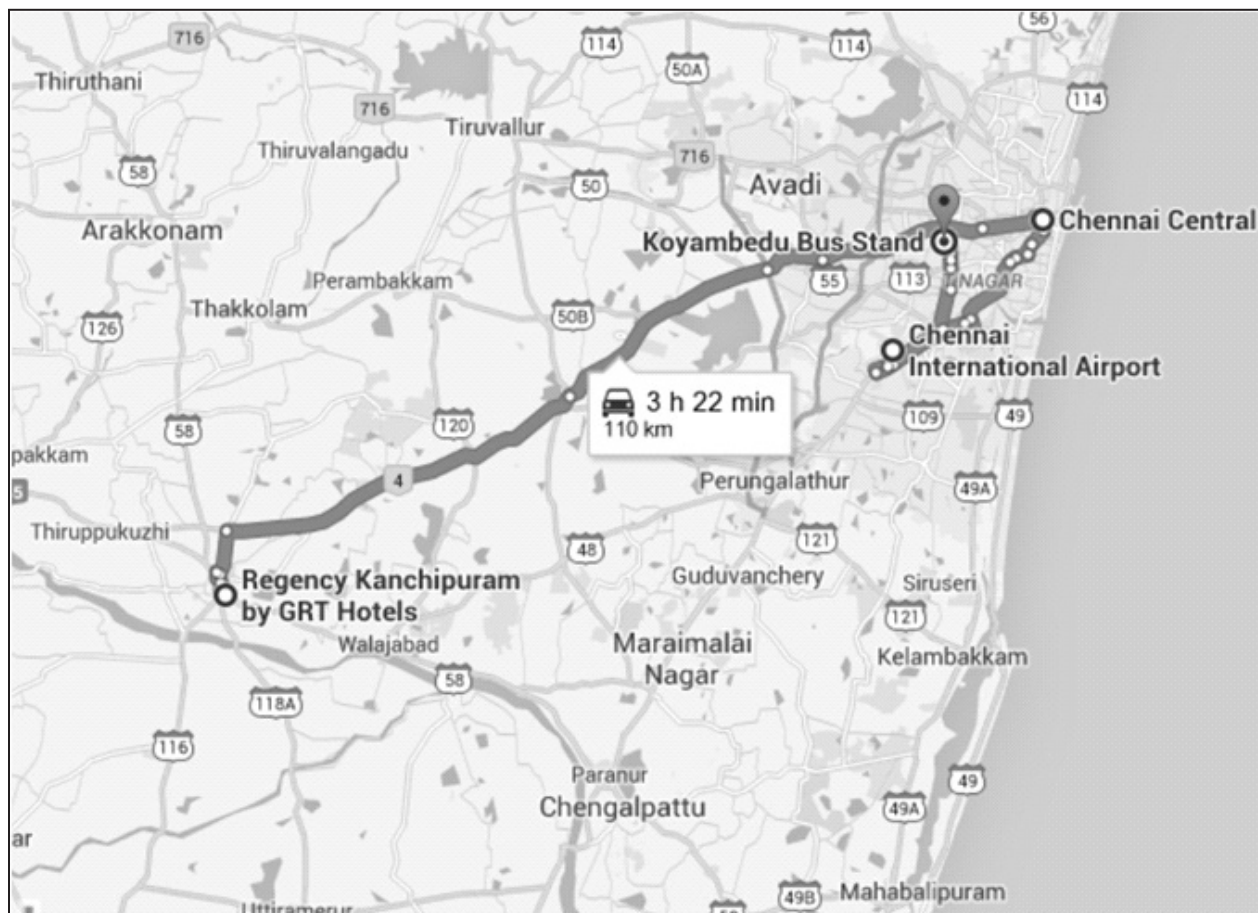 56
716
114
50A
114
Thiruthani
114
716
Tiruvallur
Thiruvalangadu
716
58
50
Avadi
Arakkonam
Koyambedu Bus Stand
Chennai Central
Perambakkam
55
113
T NAGAR
Thakkolam
126
50B
Chennai
International Airport
3 h 22 min
110 km
58
120
109
49
pakkam
4
Perungalathur
49A
5
Thiruppukuzhi
48
121
Regency Kanchipuram
by GRT Hotels
Guduvanchery
Siruseri
121
Walajabad
Maraimalai
Nagar
Kelambakkam
58
118A
116
Paranur
49
Chengalpattu
49A
ar
49B
Mahabalipuram
Uttiramerur